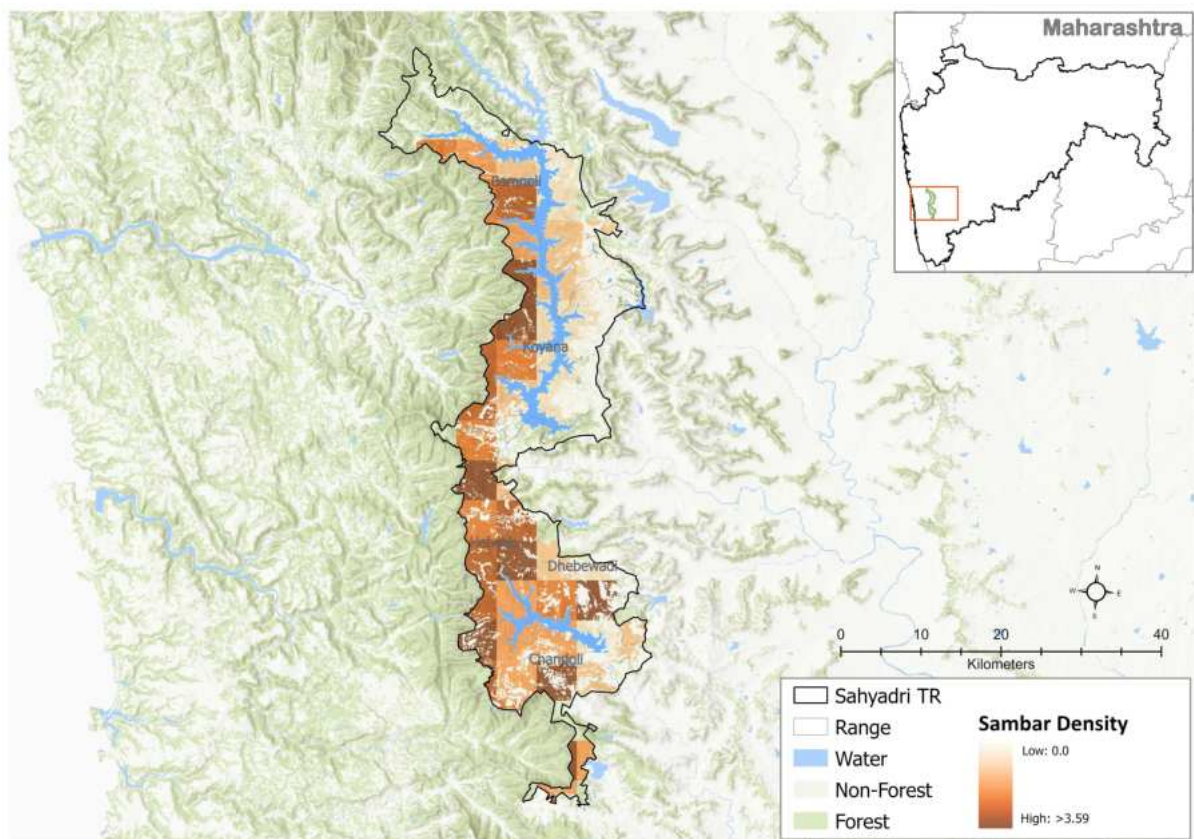 Maharashtra
Bamnoli
Koyana
Dhebewadi
Chandoli
N
W
E
S
0
10
20
40
Kilometers
Sahyadri TR
Range
Water
Non-Forest
Forest
Sambar Density
Low: 0.0
High: >3.59